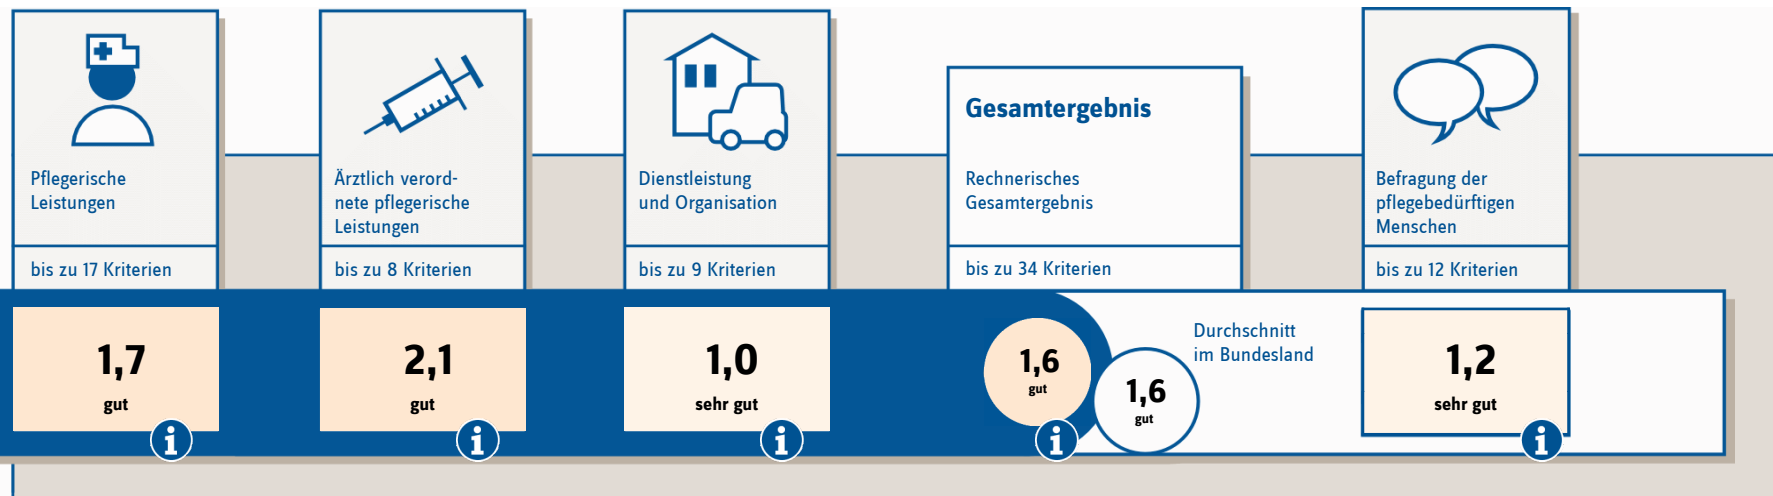 Pflegerische
Leistungen
bis zu 17 Kriterien
1,7
gut
i
Ärztlich verord-
nete pflegerische
Leistungen
bis zu 8 Kriterien
2,1
gut
i
Dienstleistung
und Organisation
bis zu 9 Kriterien
1,0
sehr gut
i
Gesamtergebnis
Rechnerisches
Gesamtergebnis
bis zu 34 Kriterien
1,6
gut
i
1,6
gut
Durchschnitt
im Bundesland
Befragung der
pflegebedürftigen
Menschen
bis zu 12 Kriterien
1,2
sehr gut
i